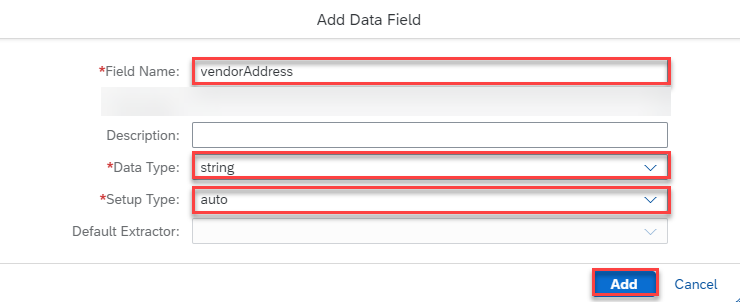 Add Data Field
*Field Name: vendorAddress
Description:
*Data Type: string
*Setup Type: auto
Default Extractor:
Add Cancel